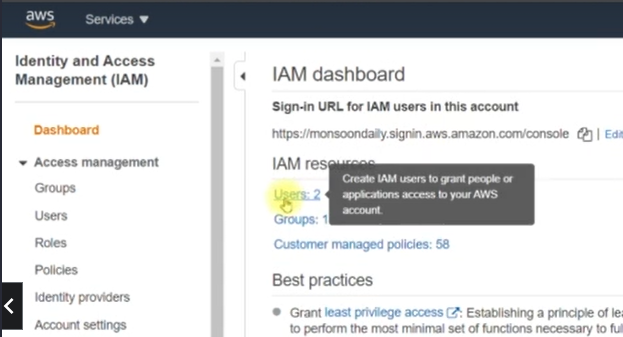 aws
Services
Identity and Access
Management (IAM)
Dashboard
Access management
Groups
Users
Roles
Policies
Identity providers
Account settings
IAM dashboard
Sign-in URL for IAM users in this account
https://monsoondaily.signin.aws.amazon.com/console | Edit
IAM resources
Users: 2
Create IAM users to grant people or
applications access to your AWS
account.
Groups: 1
Customer managed policies: 58
Best practices
Grant least privilege access : Establishing a principle of
to perform the most minimal set of functions necessary to